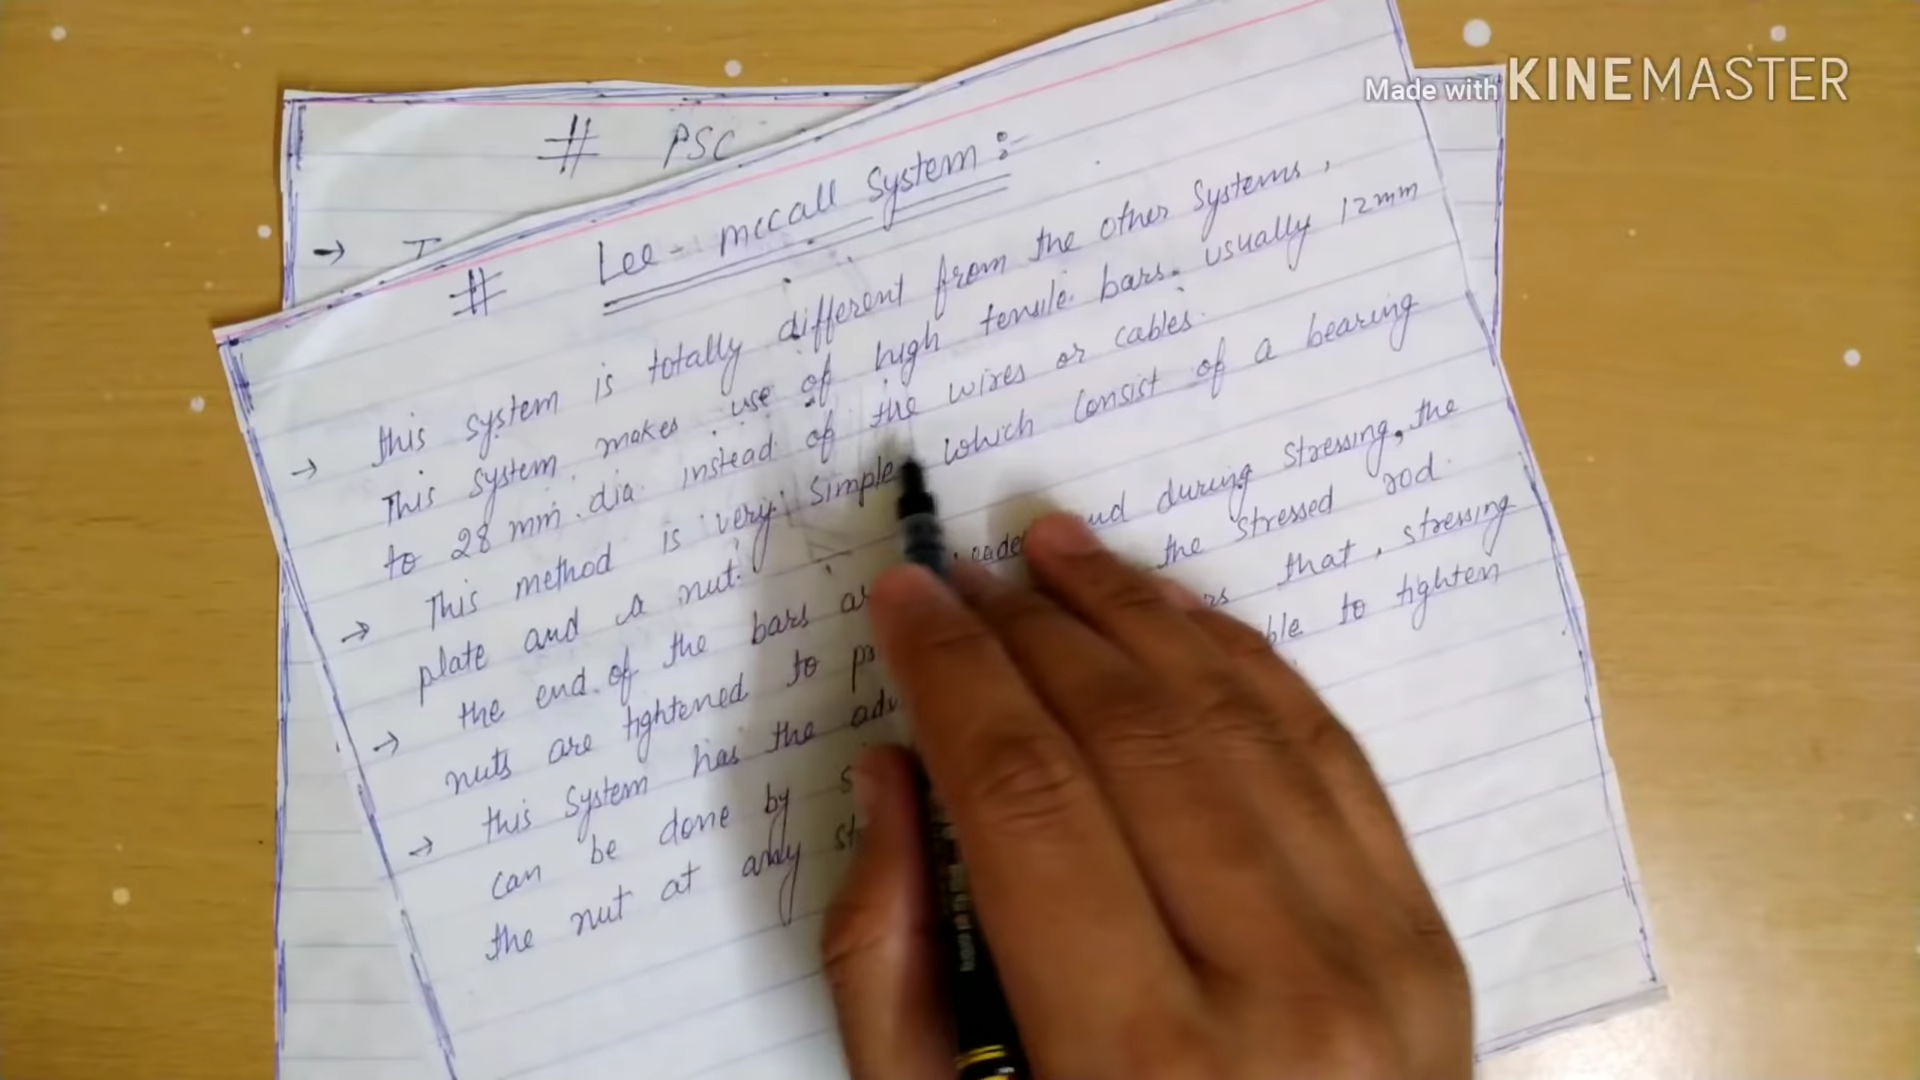 Made with KINEMASTER
# PSC
→
# Lee - mccall System :-
→ this system is totally different from the other Systems,
This system makes use of high tensile bars. usually 12mm
to 28 mm dia instead of the wires or cables.
→ This method is very simple which consist of a bearing
plate and a nut.
→ the end of the bars and during stressing, the
nuts are tightened to the stressed rod.
→ this System has the that, stressing
can be done by to tighten
the nut at any